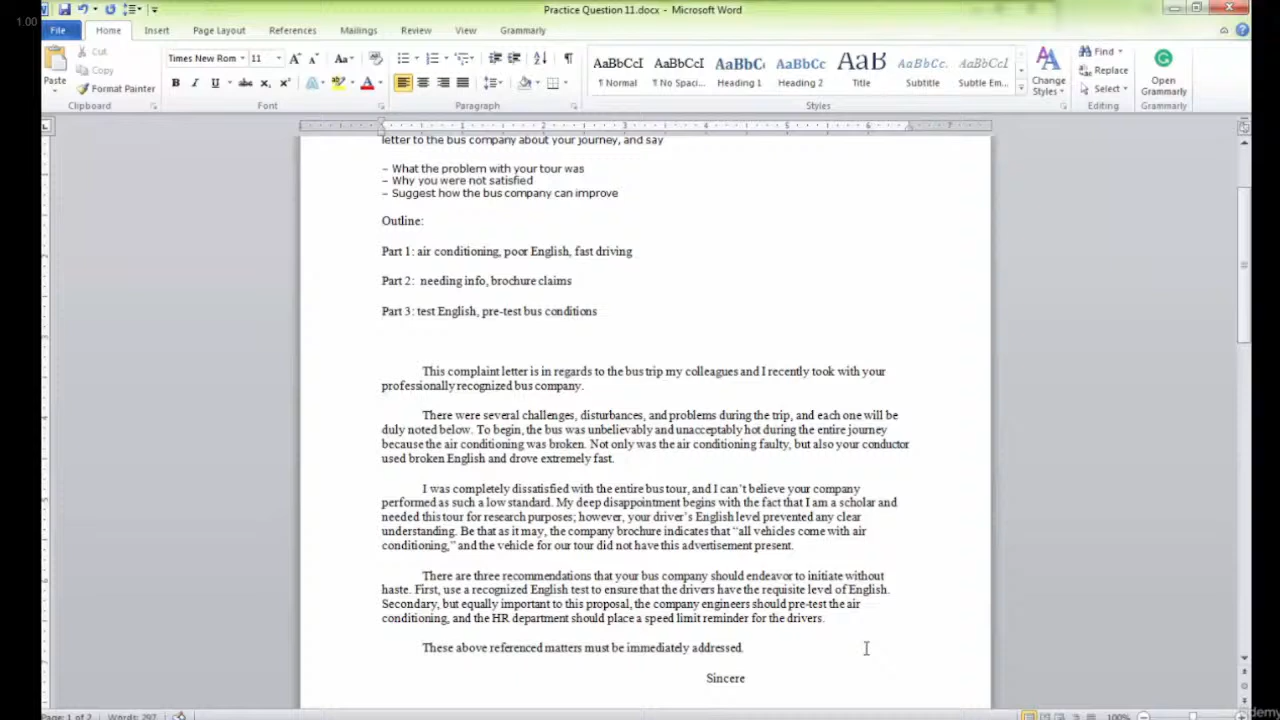 1.00
Practice Question 11.docx - Microsoft Word
File Home Insert Page Layout References Mailings Review View Grammarly
Cut
Copy
Format Painter
Paste
Times New Rom 11
B I U abc x₂ x² A ab A
Aa
AaBbCcI AaBbCcI AaBbC AaBbCc AaB AaBbCc. AaBbCcI
¶ Normal ¶ No Spaci... Heading 1 Heading 2 Title Subtitle Subtle Em...
Change
Styles
Find
Replace
Select
Open
Grammarly
Clipboard Font Paragraph Styles Editing Grammarly
1 2 3 4 5 6 7
letter to the bus company about your journey, and say
– What the problem with your tour was
– Why you were not satisfied
– Suggest how the bus company can improve
Outline:
Part 1: air conditioning, poor English, fast driving
Part 2: needing info, brochure claims
Part 3: test English, pre-test bus conditions
This complaint letter is in regards to the bus trip my colleagues and I recently took with your
professionally recognized bus company.
There were several challenges, disturbances, and problems during the trip, and each one will be
duly noted below. To begin, the bus was unbelievably and unacceptably hot during the entire journey
because the air conditioning was broken. Not only was the air conditioning faulty, but also your conductor
used broken English and drove extremely fast.
I was completely dissatisfied with the entire bus tour, and I can’t believe your company
performed as such a low standard. My deep disappointment begins with the fact that I am a scholar and
needed this tour for research purposes; however, your driver’s English level prevented any clear
understanding. Be that as it may, the company brochure indicates that “all vehicles come with air
conditioning,” and the vehicle for our tour did not have this advertisement present.
There are three recommendations that your bus company should endeavor to initiate without
haste. First, use a recognized English test to ensure that the drivers have the requisite level of English.
Secondary, but equally important to this proposal, the company engineers should pre-test the air
conditioning, and the HR department should place a speed limit reminder for the drivers.
These above referenced matters must be immediately addressed.
Sincere
Page: 1 of 2 Words: 297
100%
demy